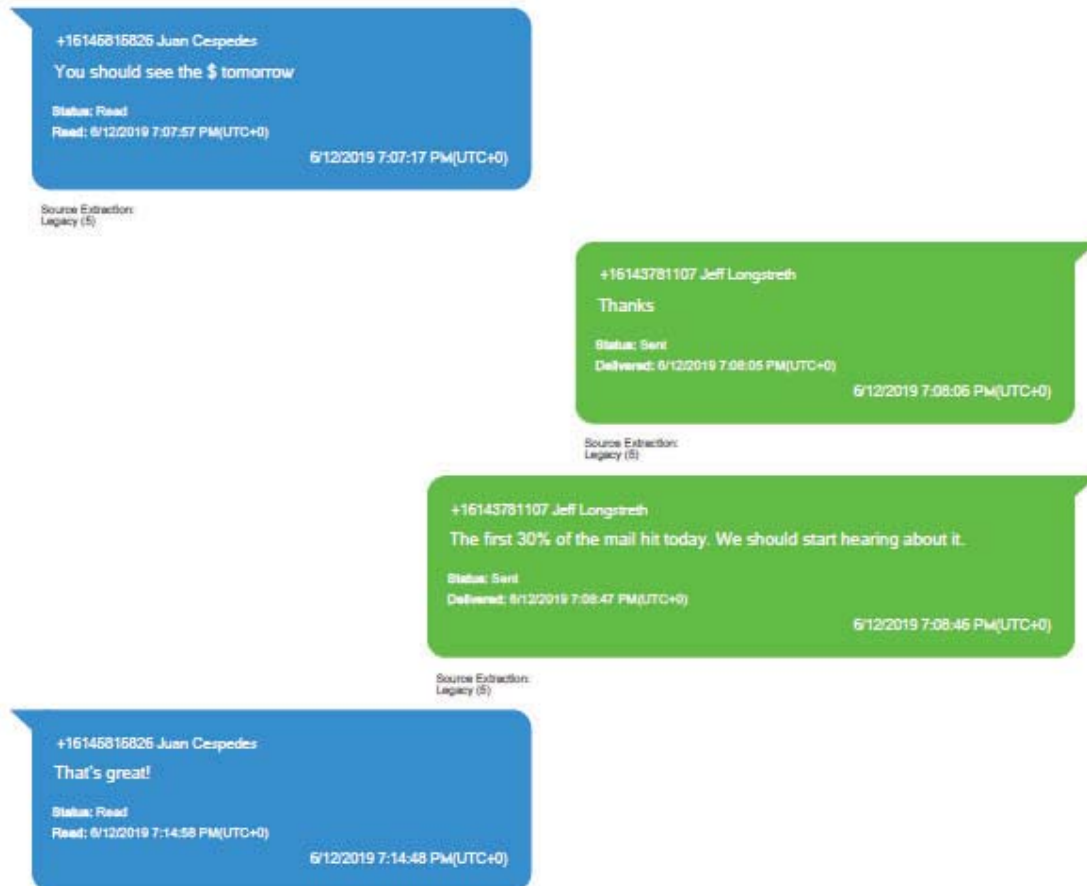 +16145815826 Juan Cespedes
You should see the $ tomorrow
Status: Read
Read: 6/12/2019 7:07:57 PM(UTC+0)
6/12/2019 7:07:17 PM(UTC+0)
Source Extraction:
Legacy (5)
+16143781107 Jeff Longstreth
Thanks
Status: Sent
Delivered: 6/12/2019 7:08:05 PM(UTC+0)
6/12/2019 7:08:06 PM(UTC+0)
Source Extraction:
Legacy (5)
+16143781107 Jeff Longstreth
The first 30% of the mail hit today. We should start hearing about it.
Status: Sent
Delivered: 6/12/2019 7:08:47 PM(UTC+0)
6/12/2019 7:08:46 PM(UTC+0)
Source Extraction:
Legacy (5)
+16145815826 Juan Cespedes
That's great!
Status: Read
Read: 6/12/2019 7:14:58 PM(UTC+0)
6/12/2019 7:14:48 PM(UTC+0)